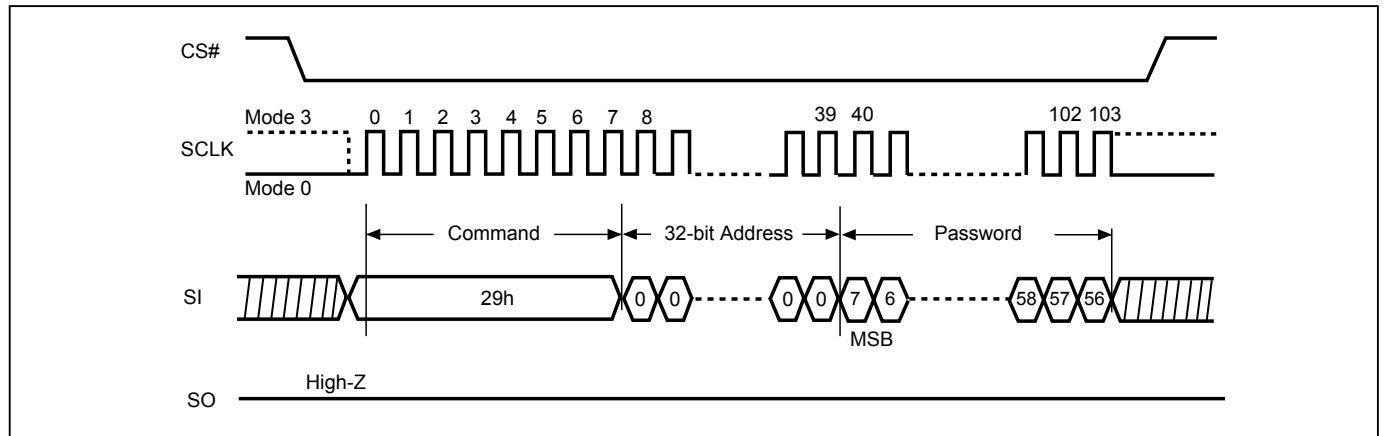 CS#
Mode 3 0 1 2 3 4 5 6 7 8 39 40 102 103
SCLK
Mode 0
Command 32-bit Address Password
SI 29h 0 0 0 0 7 6 58 57 56
MSB
High-Z
SO